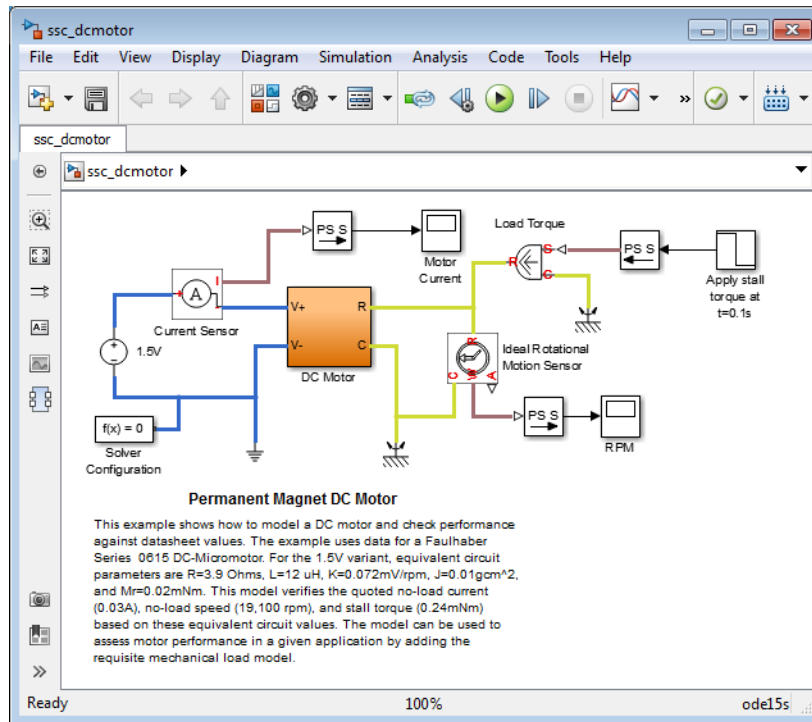 ssc_dcmotor
File Edit View Display Diagram Simulation Analysis Code Tools Help
»
ssc_dcmotor
ssc_dcmotor
Load Torque
PS S
PS S
R
S
C
Motor
Current
Apply stall
torque at
t=0.1s
I
A
Current Sensor
V+
R
V-
C
DC Motor
1.5V
R
C
W
A
Ideal Rotational
Motion Sensor
f(x) = 0
Solver
Configuration
PS S
RPM
Permanent Magnet DC Motor
This example shows how to model a DC motor and check performance
against datasheet values. The example uses data for a Faulhaber
Series 0615 DC-Micromotor. For the 1.5V variant, equivalent circuit
parameters are R=3.9 Ohms, L=12 uH, K=0.072mV/rpm, J=0.01gcm^2,
and Mr=0.02mNm. This model verifies the quoted no-load current
(0.03A), no-load speed (19,100 rpm), and stall torque (0.24mNm)
based on these equivalent circuit values. The model can be used to
assess motor performance in a given application by adding the
requisite mechanical load model.
»
Ready 100% ode15s